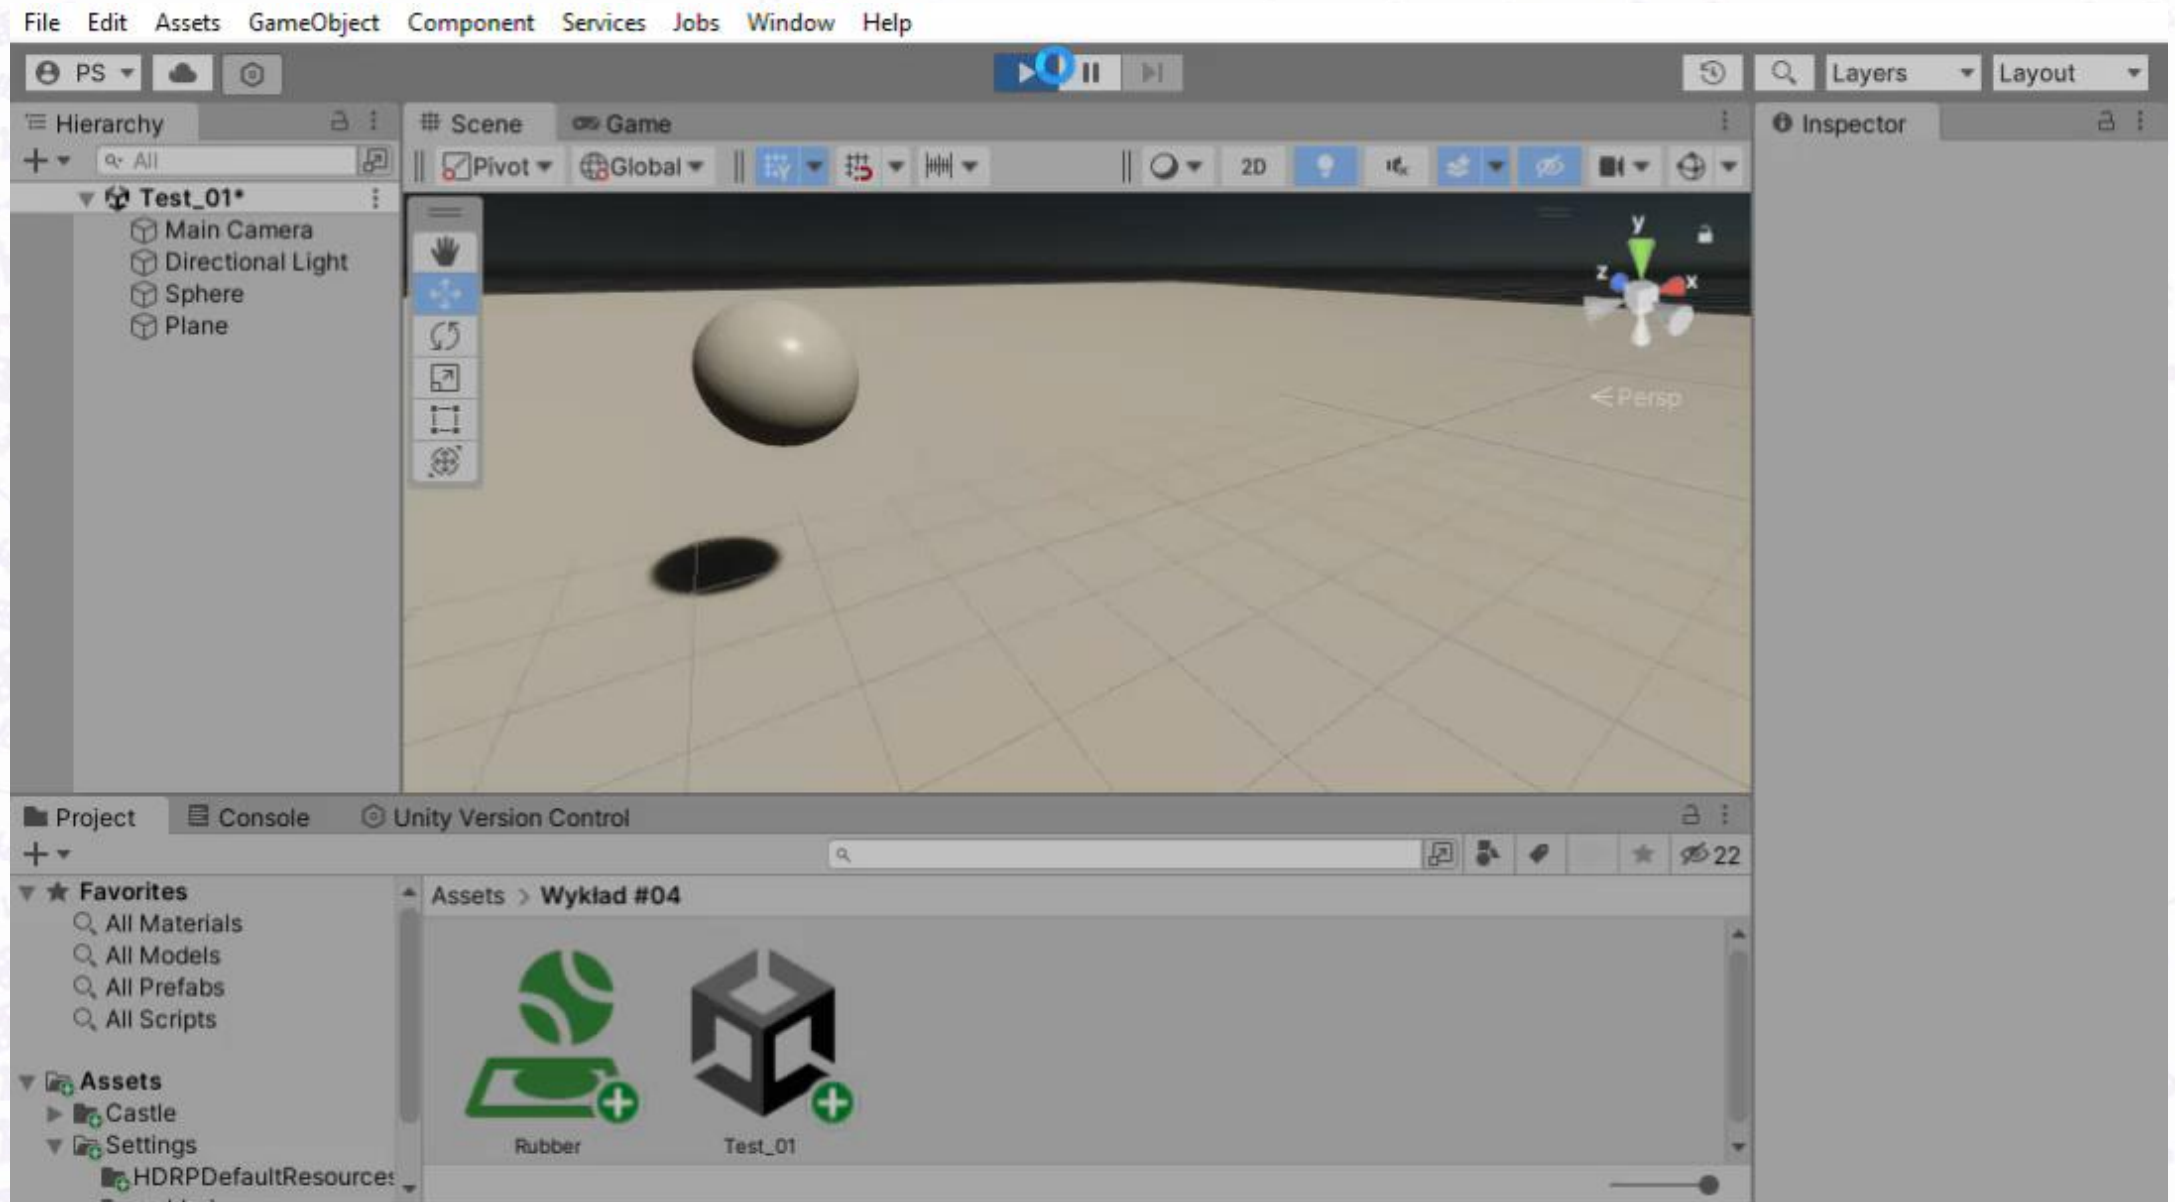 File Edit Assets GameObject Component Services Jobs Window Help
PS Layers Layout
Hierarchy
All
Test_01*
Main Camera
Directional Light
Sphere
Plane
Scene Game
Pivot Global 2D
y
z x
Persp
Inspector
Project Console Unity Version Control
22
Favorites
All Materials
All Models
All Prefabs
All Scripts
Assets
Castle
Settings
HDRPDefaultResources
Assets > Wykład #04
Rubber Test_01